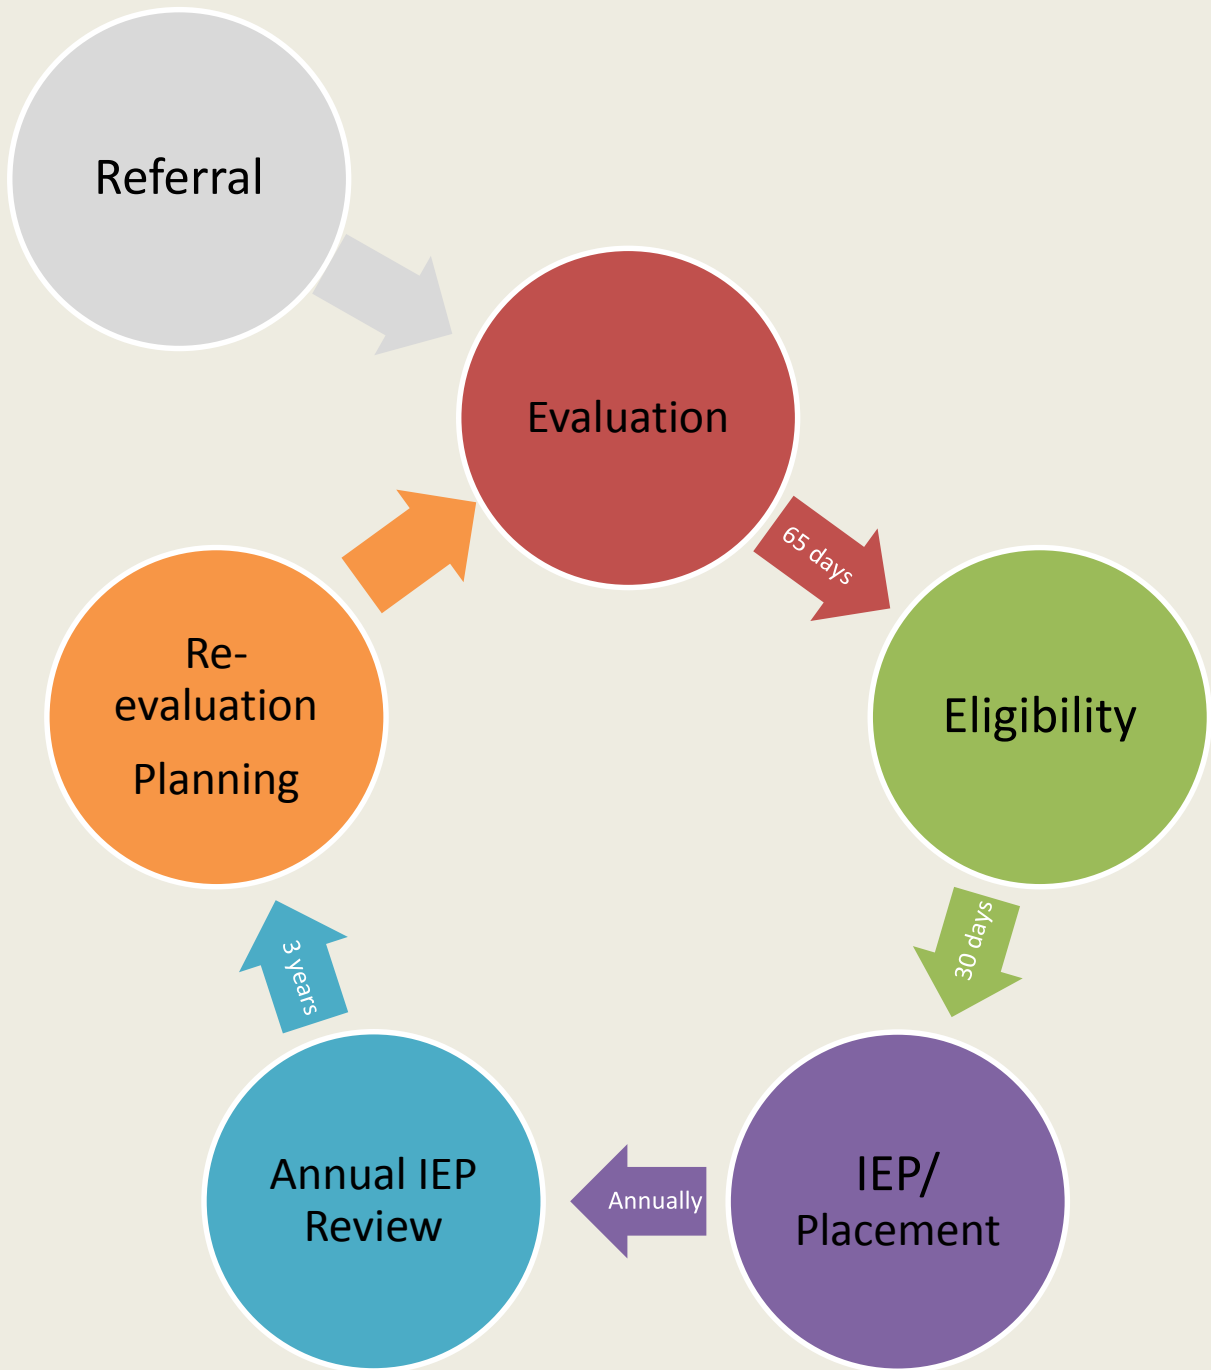 Referral
Evaluation
65 days
Eligibility
30 days
IEP/
Placement
Annually
Annual IEP
Review
3 years
Re-
evaluation
Planning